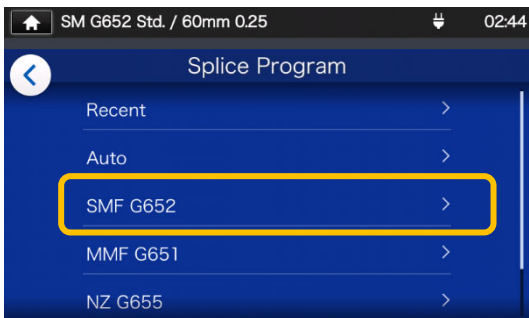 SM G652 Std. / 60mm 0.25 02:44
Splice Program
Recent
Auto
SMF G652
MMF G651
NZ G655